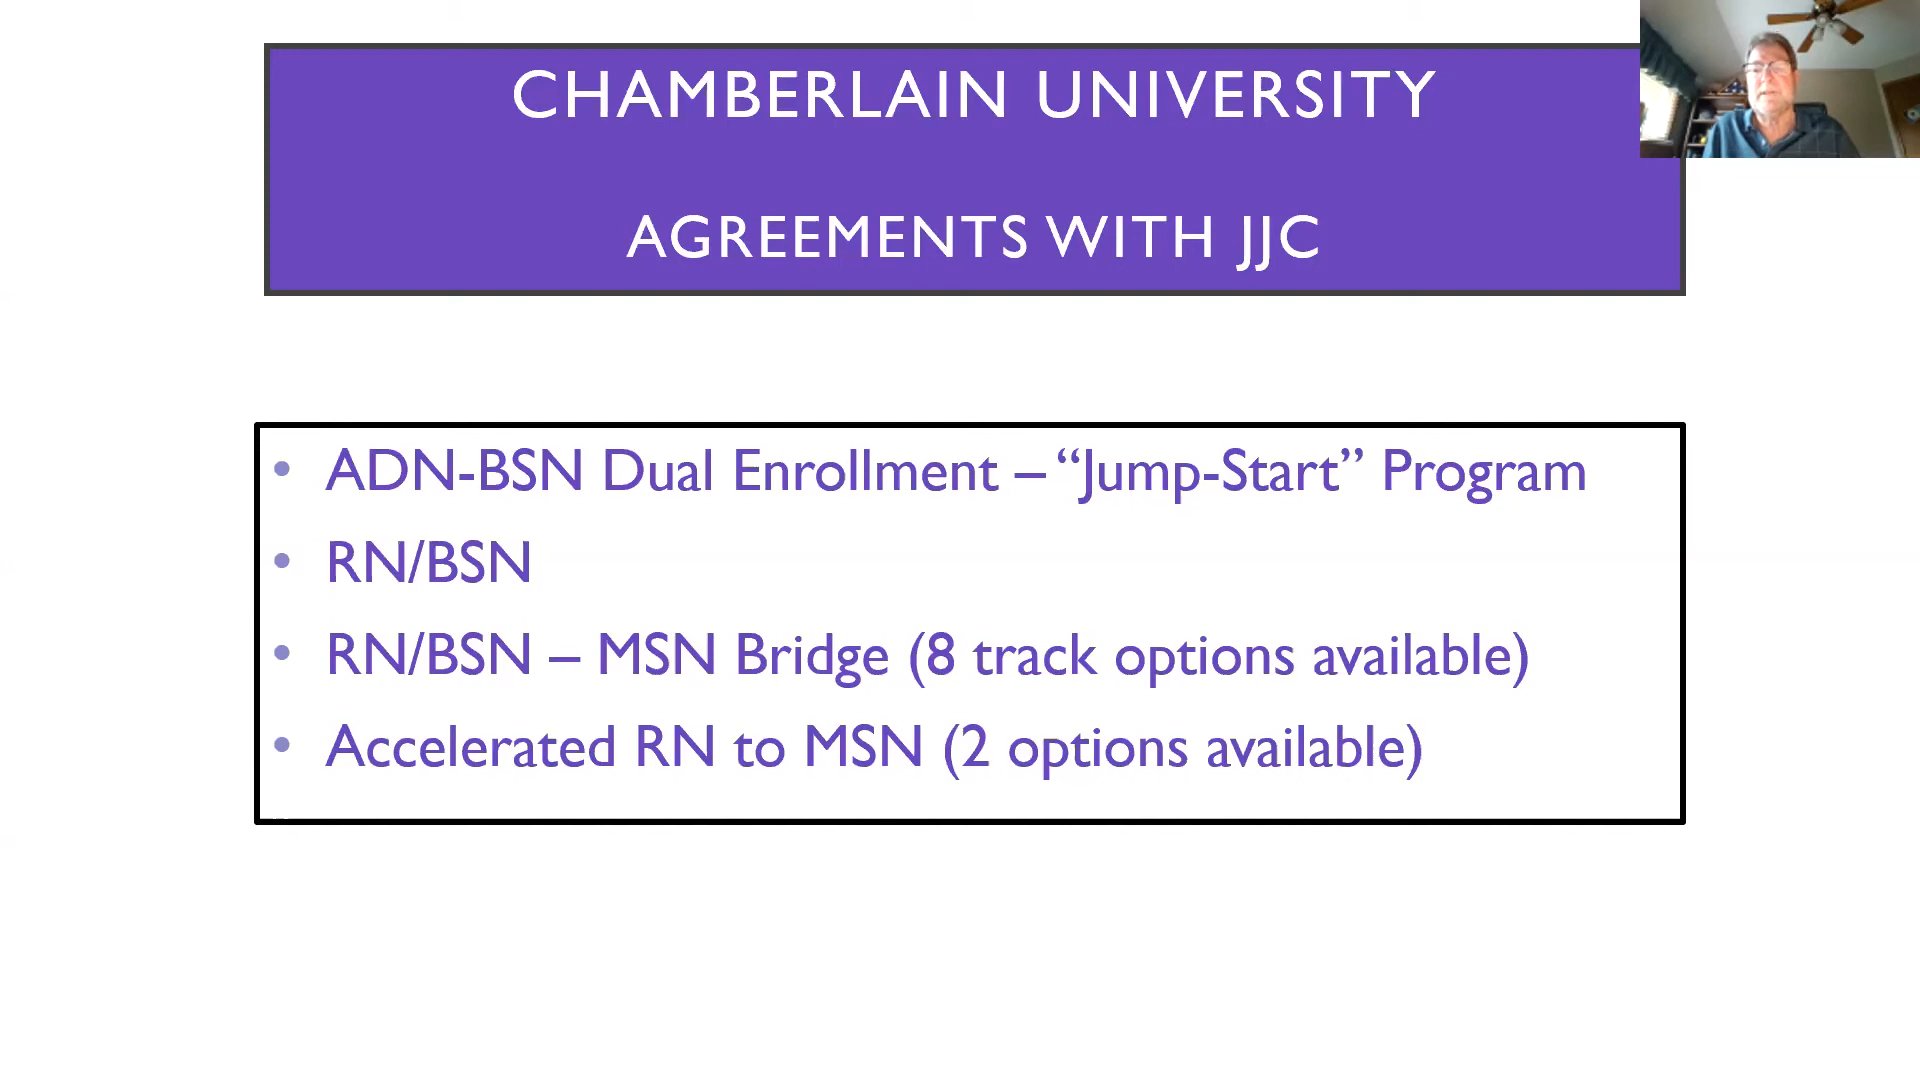 CHAMBERLAIN UNIVERSITY
AGREEMENTS WITH JJC
• ADN-BSN Dual Enrollment – “Jump-Start” Program
• RN/BSN
• RN/BSN – MSN Bridge (8 track options available)
• Accelerated RN to MSN (2 options available)